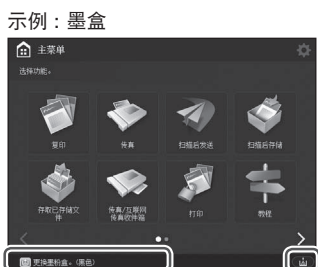 示例：墨盒
主菜单
选择功能。
复印
传真
扫描后发送
扫描后存储
存取已存储文
件
传真/互联网
传真收件箱
打印
教程
更换墨粉盒。(黑色)